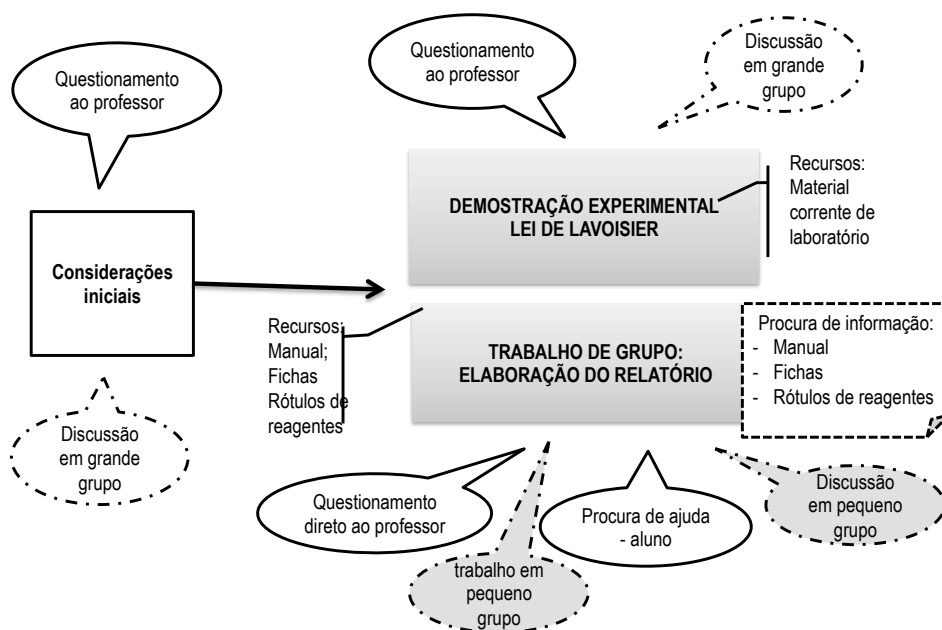 Questionamento
ao professor
Questionamento
ao professor
Discussão
em grande
grupo
Considerações
iniciais
DEMOSTRAÇÃO EXPERIMENTAL
LEI DE LAVOISIER
Recursos:
Material
corrente de
laboratório
Recursos:
Manual;
Fichas
Rótulos de
reagentes
TRABALHO DE GRUPO:
ELABORAÇÃO DO RELATÓRIO
Procura de informação:
- Manual
- Fichas
- Rótulos de reagentes
Discussão
em grande
grupo
Questionamento
direto ao professor
trabalho em
pequeno
grupo
Procura de ajuda
- aluno
Discussão
em pequeno
grupo